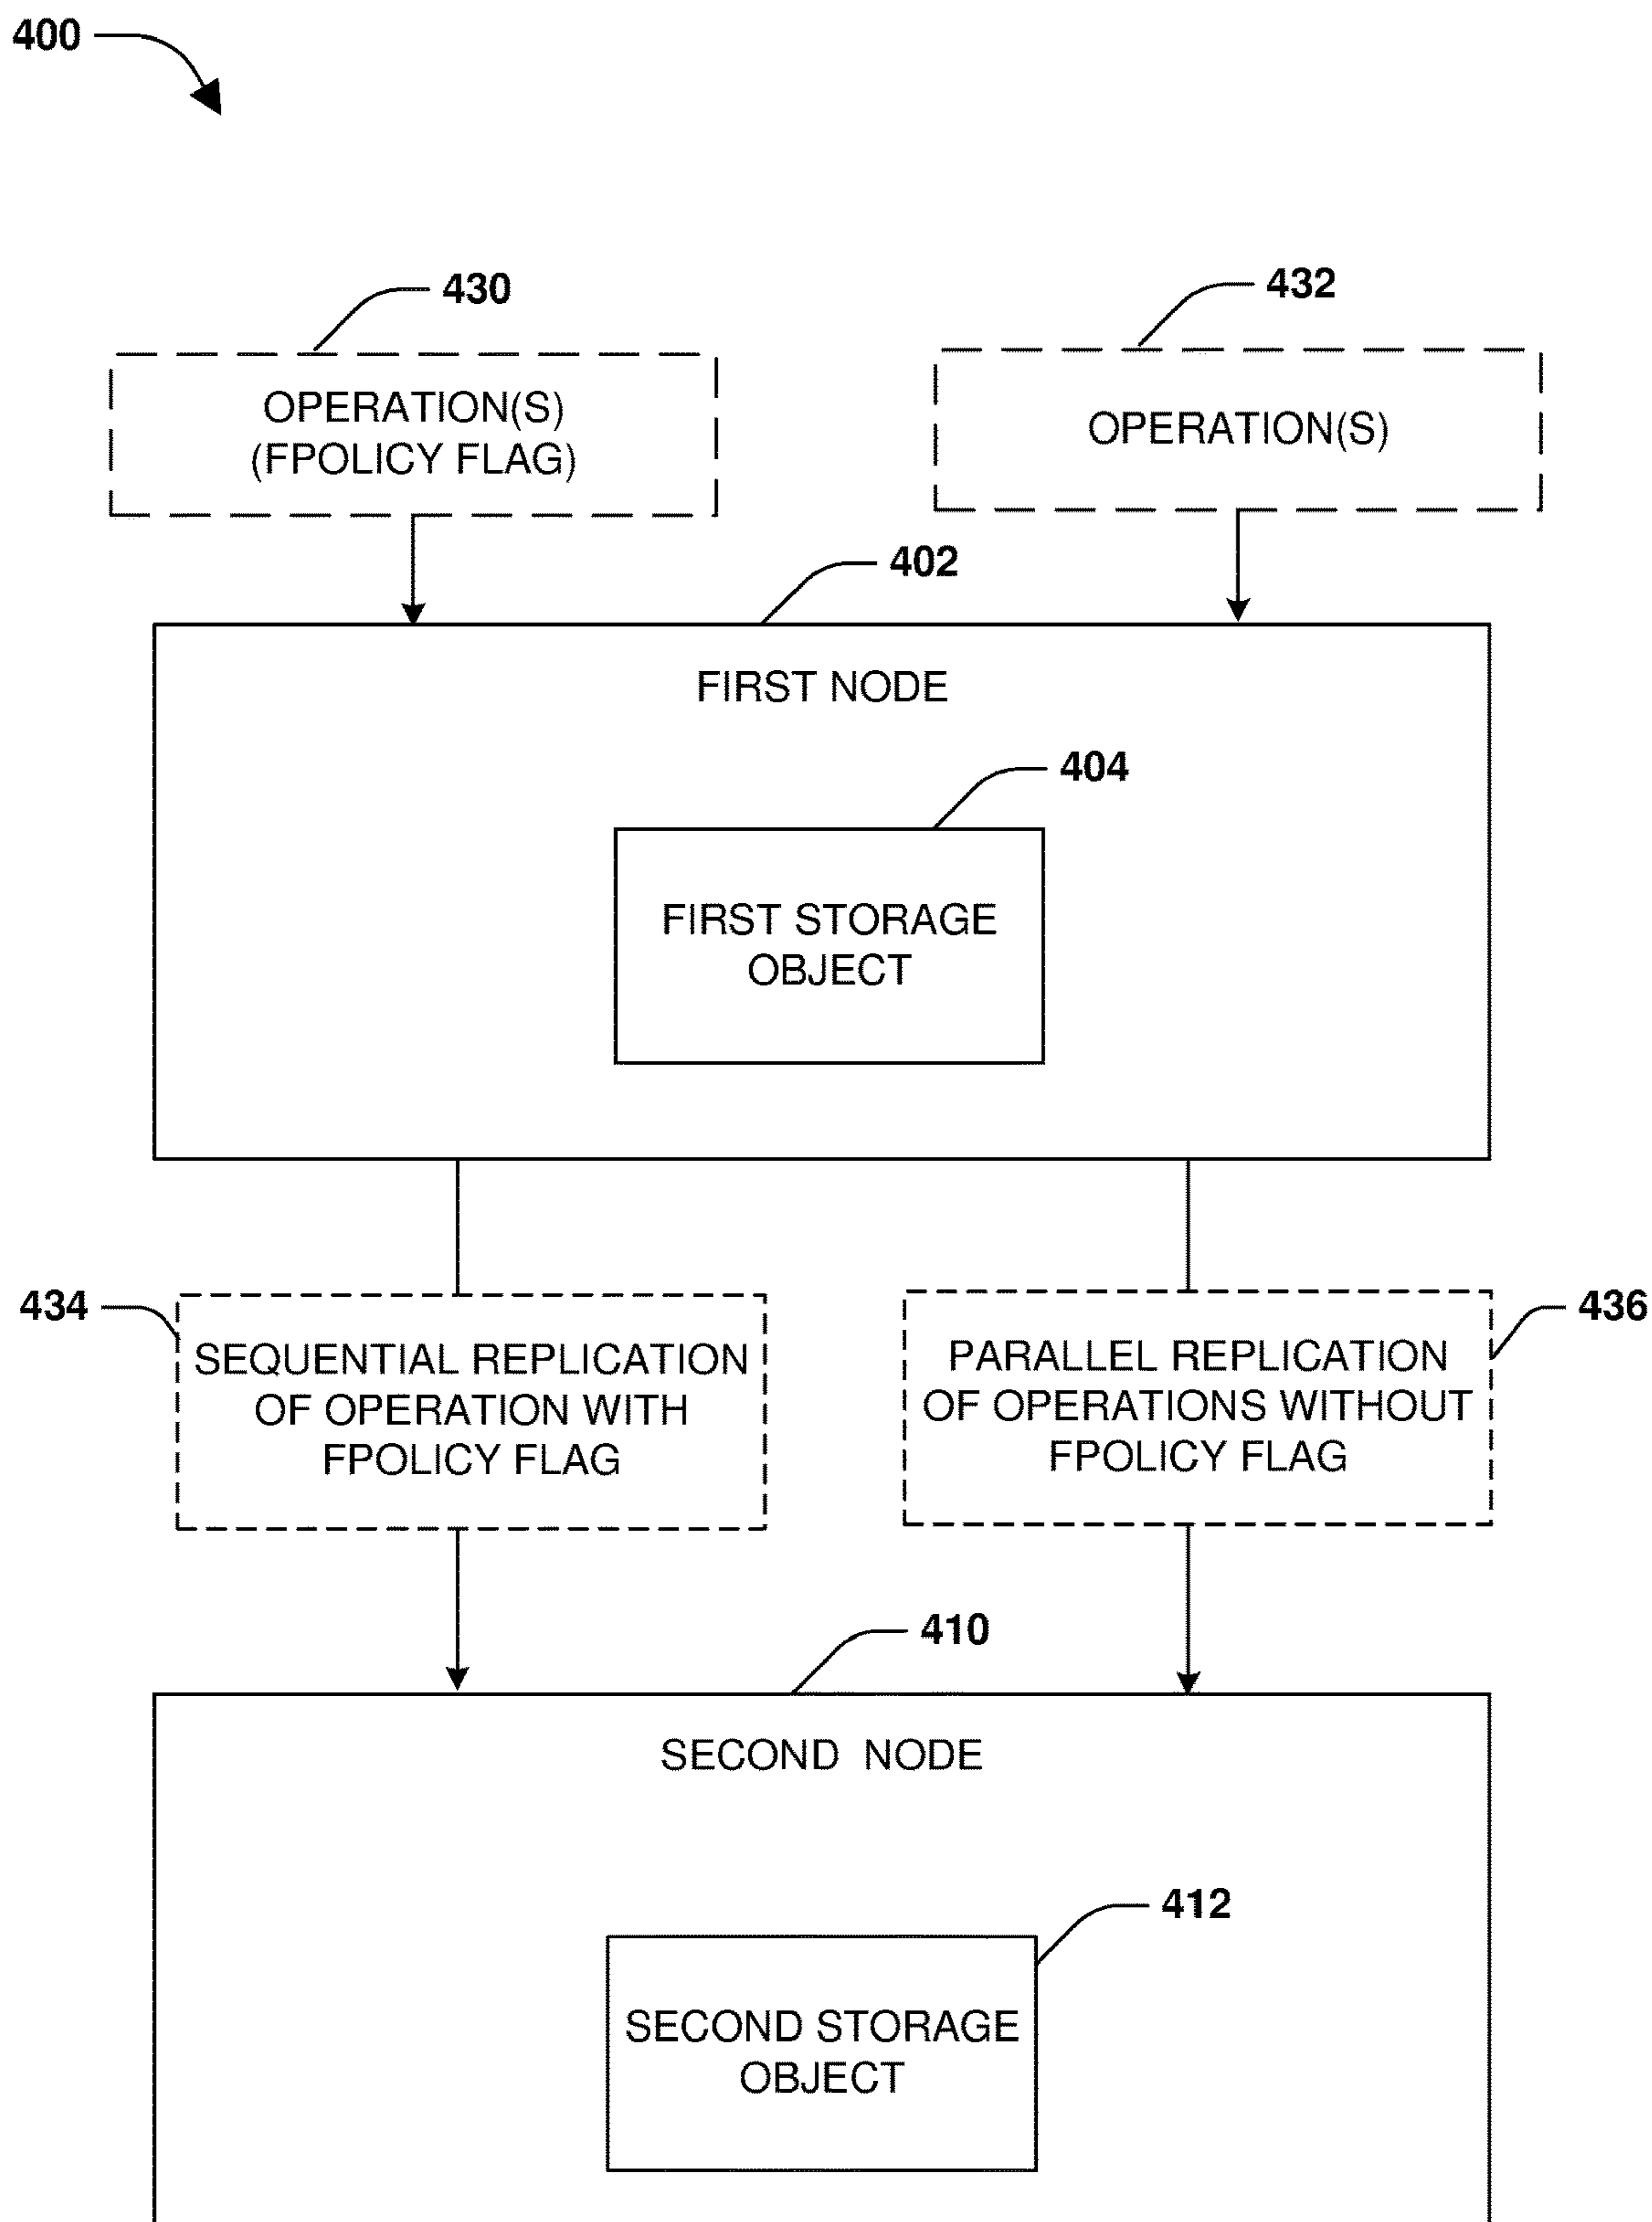 400
430
432
OPERATION(S)
(FPOLICY FLAG)
OPERATION(S)
402
FIRST NODE
404
FIRST STORAGE
OBJECT
434
SEQUENTIAL REPLICATION
OF OPERATION WITH
FPOLICY FLAG
436
PARALLEL REPLICATION
OF OPERATIONS WITHOUT
FPOLICY FLAG
410
SECOND NODE
412
SECOND STORAGE
OBJECT